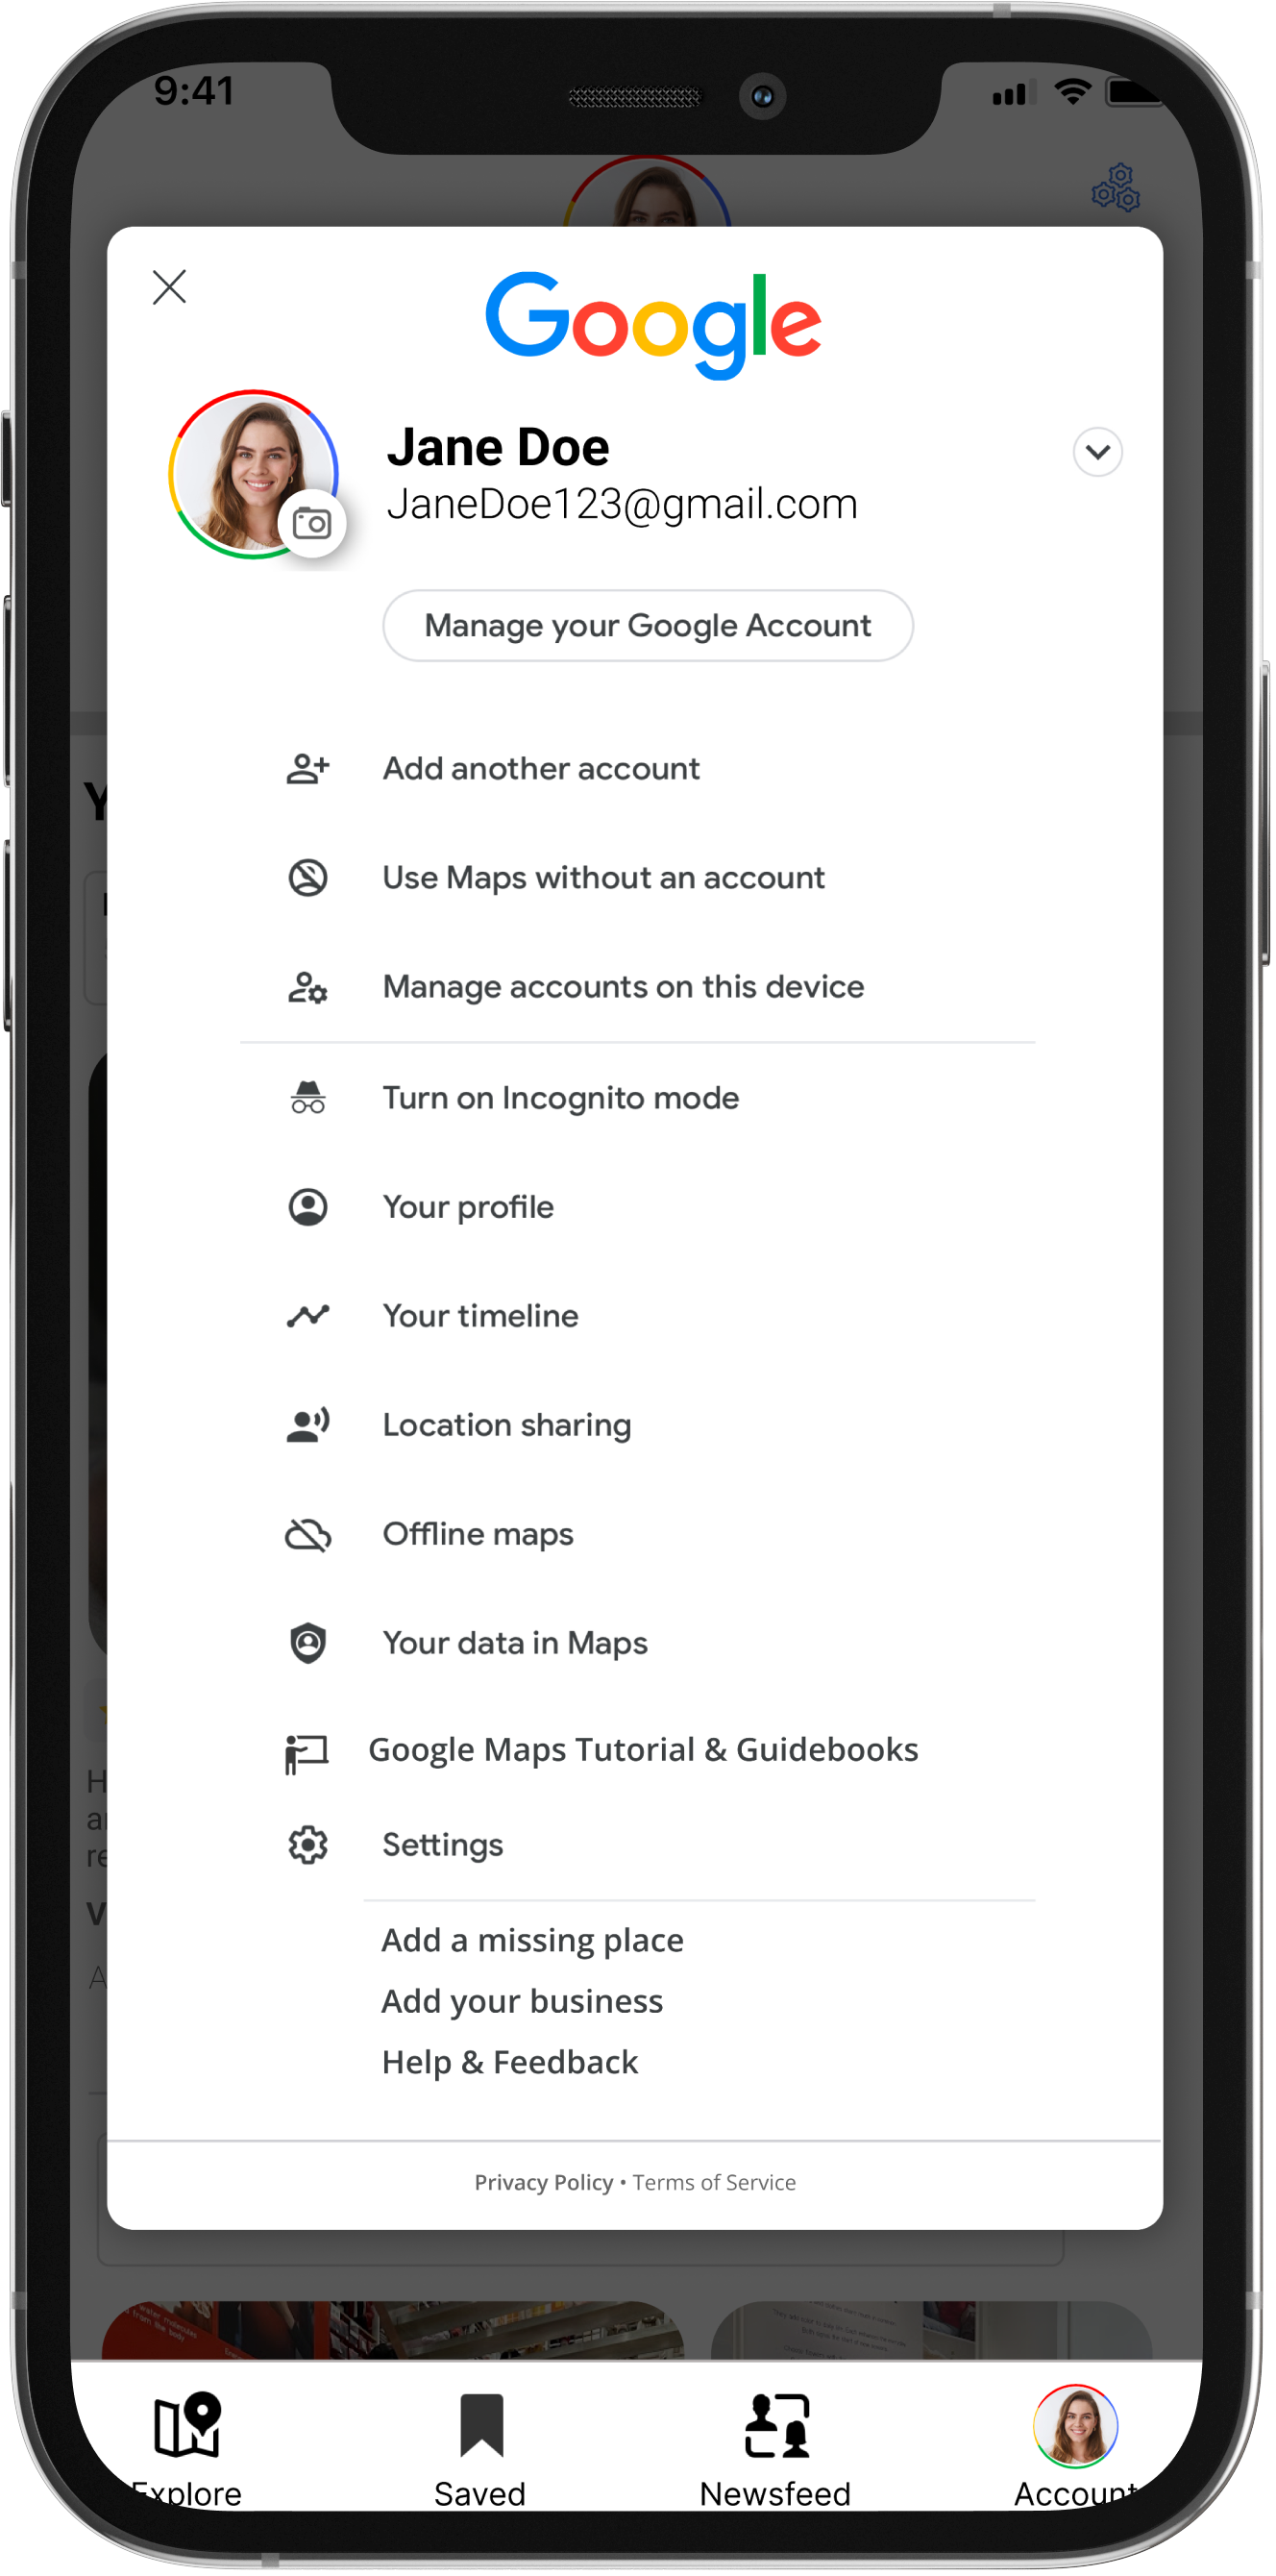 9:41
Google
Jane Doe
JaneDoe123@gmail.com
Manage your Google Account
Y
Add another account
Use Maps without an account
Manage accounts on this device
Turn on Incognito mode
Your profile
Your timeline
Location sharing
Offline maps
Your data in Maps
Google Maps Tutorial & Guidebooks
H
Settings
V
Add a missing place
A
Add your business
Help & Feedback
Privacy Policy • Terms of Service
from the body
Explore
Saved
Newsfeed
Account